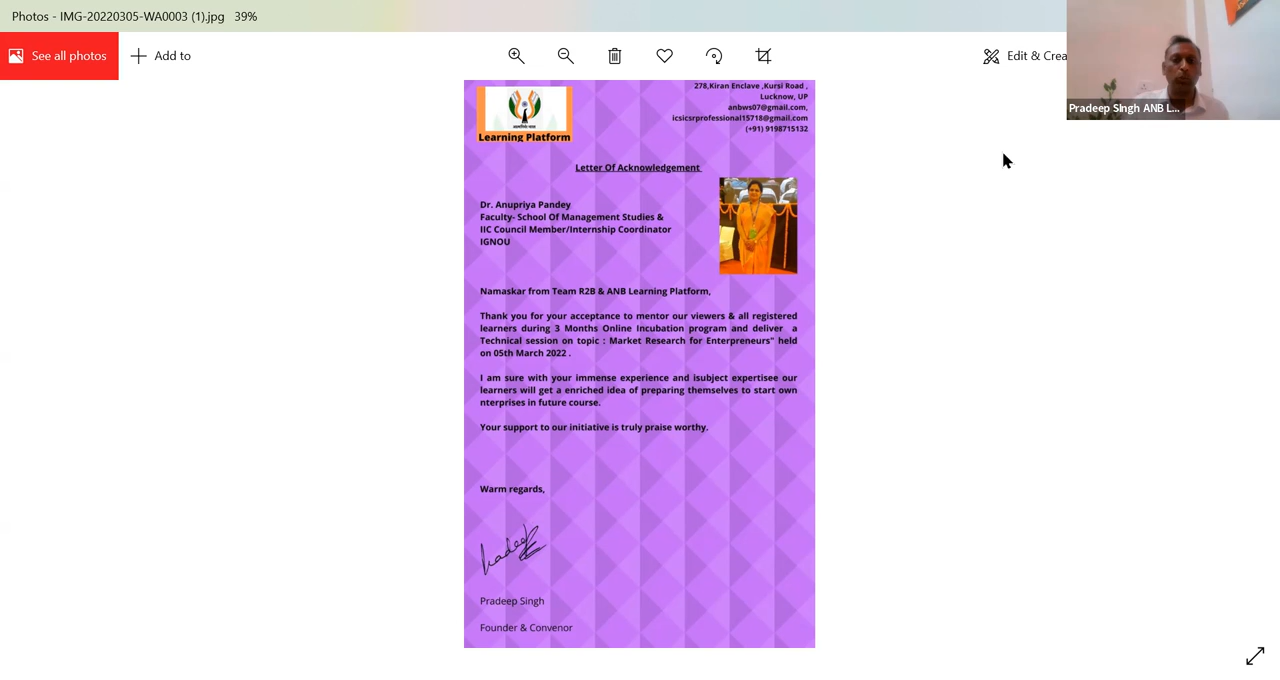 Photos - IMG-20220305-WA0003 (1).jpg 39%
See all photos
Add to
Edit & Crea
Pradeep SIngh ANB L...
Learning Platform
278,Kiran Enclave ,Kursi Road ,
Lucknow, UP
anbws07@gmail.com,
icsicsrprofessional15718@gmail.com
(+91) 9198715132
Letter Of Acknowledgement
Dr. Anupriya Pandey
Faculty- School Of Management Studies &
IIC Council Member/Internship Coordinator
IGNOU
Namaskar from Team R2B & ANB Learning Platform,
Thank you for your acceptance to mentor our viewers & all registered
learners during 3 Months Online Incubation program and deliver a
Technical session on topic : Market Research for Enterpreneurs" held
on 05th March 2022 .
I am sure with your immense experience and isubject expertisee our
learners will get a enriched idea of preparing themselves to start own
nterprises in future course.
Your support to our initiative is truly praise worthy.
Warm regards,
Pradeep Singh
Founder & Convenor